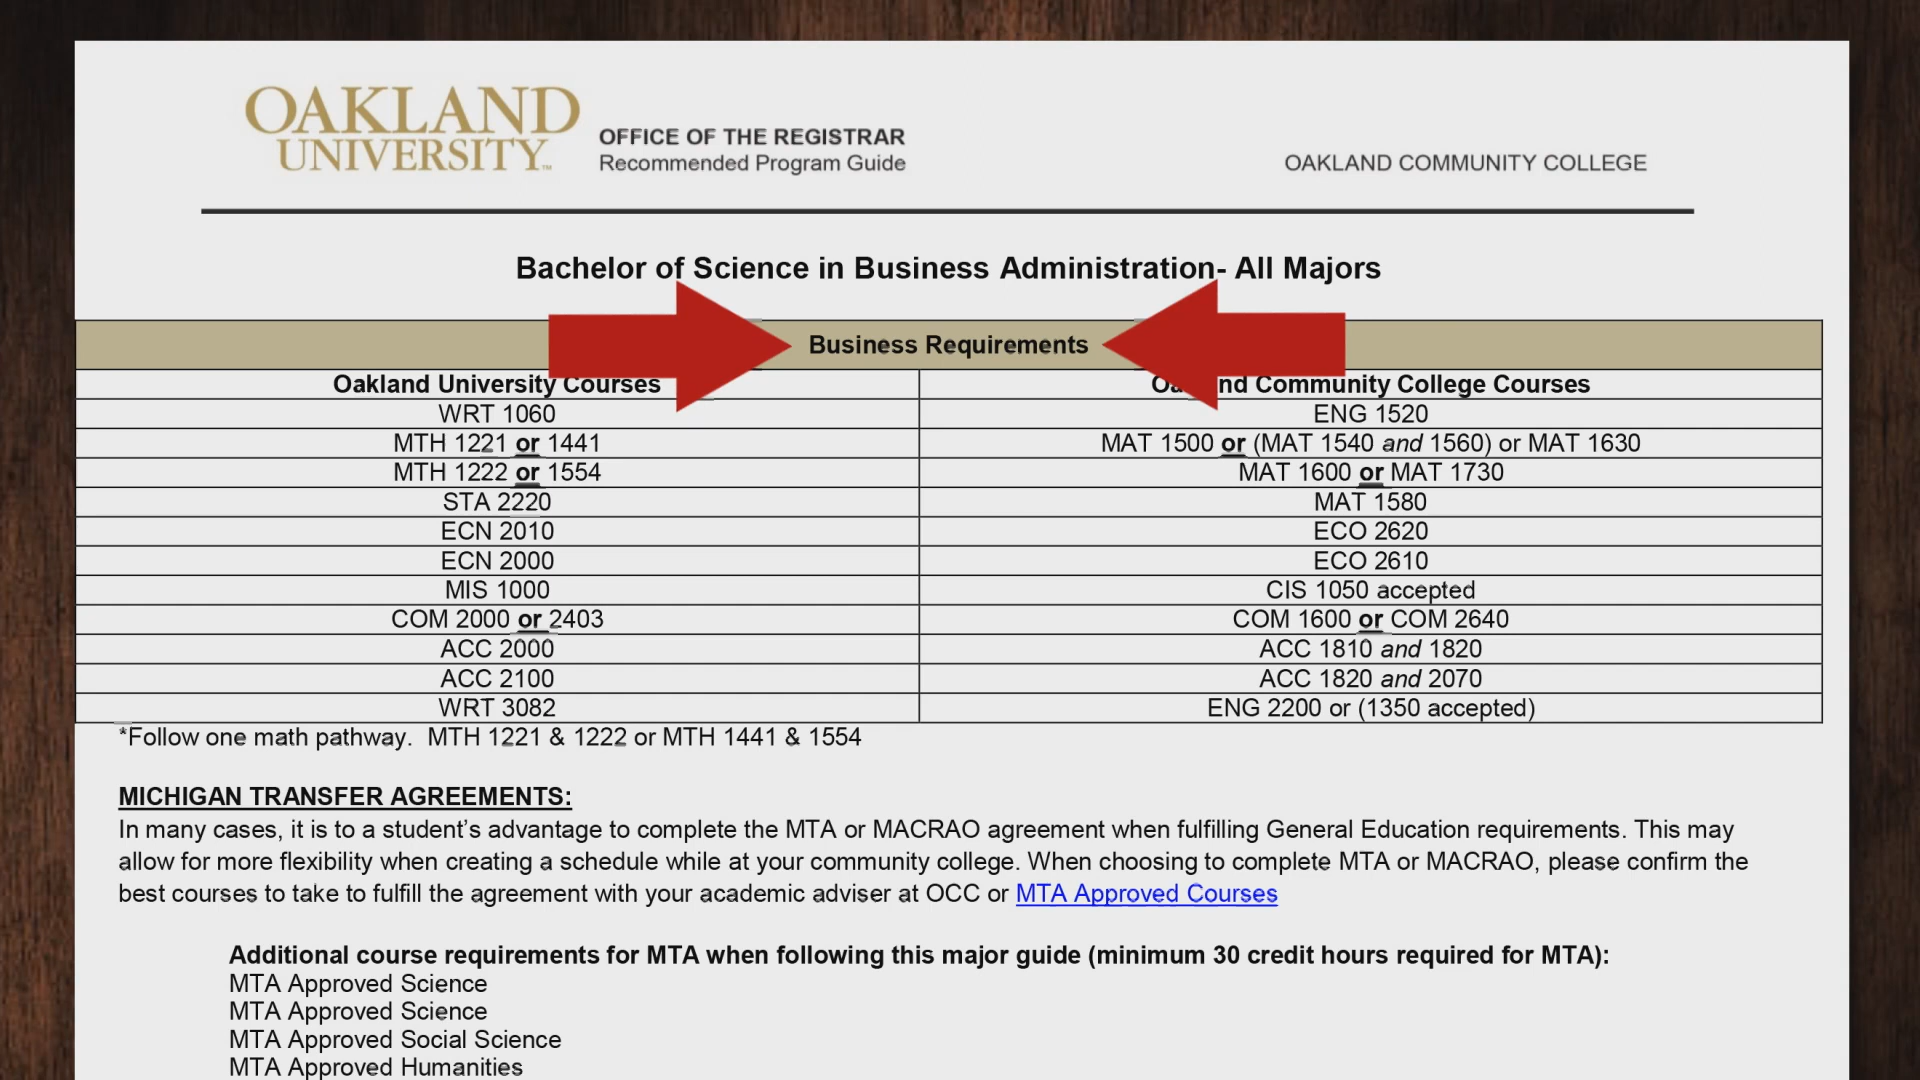 OAKLAND
UNIVERSITY™
OFFICE OF THE REGISTRAR
Recommended Program Guide
OAKLAND COMMUNITY COLLEGE
Bachelor of Science in Business Administration- All Majors
Business Requirements
Oakland University Courses
Oa nd Community College Courses
WRT 1060
ENG 1520
MTH 1221 or 1441
MAT 1500 or (MAT 1540 and 1560) or MAT 1630
MTH 1222 or 1554
MAT 1600 or MAT 1730
STA 2220
MAT 1580
ECN 2010
ECO 2620
ECN 2000
ECO 2610
MIS 1000
CIS 1050 accepted
COM 2000 or 2403
COM 1600 or COM 2640
ACC 2000
ACC 1810 and 1820
ACC 2100
ACC 1820 and 2070
WRT 3082
ENG 2200 or (1350 accepted)
*Follow one math pathway. MTH 1221 & 1222 or MTH 1441 & 1554
MICHIGAN TRANSFER AGREEMENTS:
In many cases, it is to a student’s advantage to complete the MTA or MACRAO agreement when fulfilling General Education requirements. This may
allow for more flexibility when creating a schedule while at your community college. When choosing to complete MTA or MACRAO, please confirm the
best courses to take to fulfill the agreement with your academic adviser at OCC or MTA Approved Courses
Additional course requirements for MTA when following this major guide (minimum 30 credit hours required for MTA):
MTA Approved Science
MTA Approved Science
MTA Approved Social Science
MTA Approved Humanities